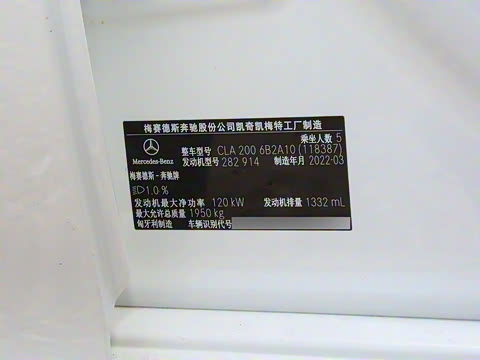 梅赛德斯奔驰股份公司凯奇凯梅特工厂制造
乘坐人数 5
整车型号 CLA 200 6B2A10 (118387)
Mercedes-Benz
发动机型号 282 914 制造年月 2022-03
梅赛德斯-奔驰牌
1.0 %
发动机最大净功率 120 kW 发动机排量 1332 mL
最大允许总质量 1950 kg
匈牙利制造 车辆识别代号